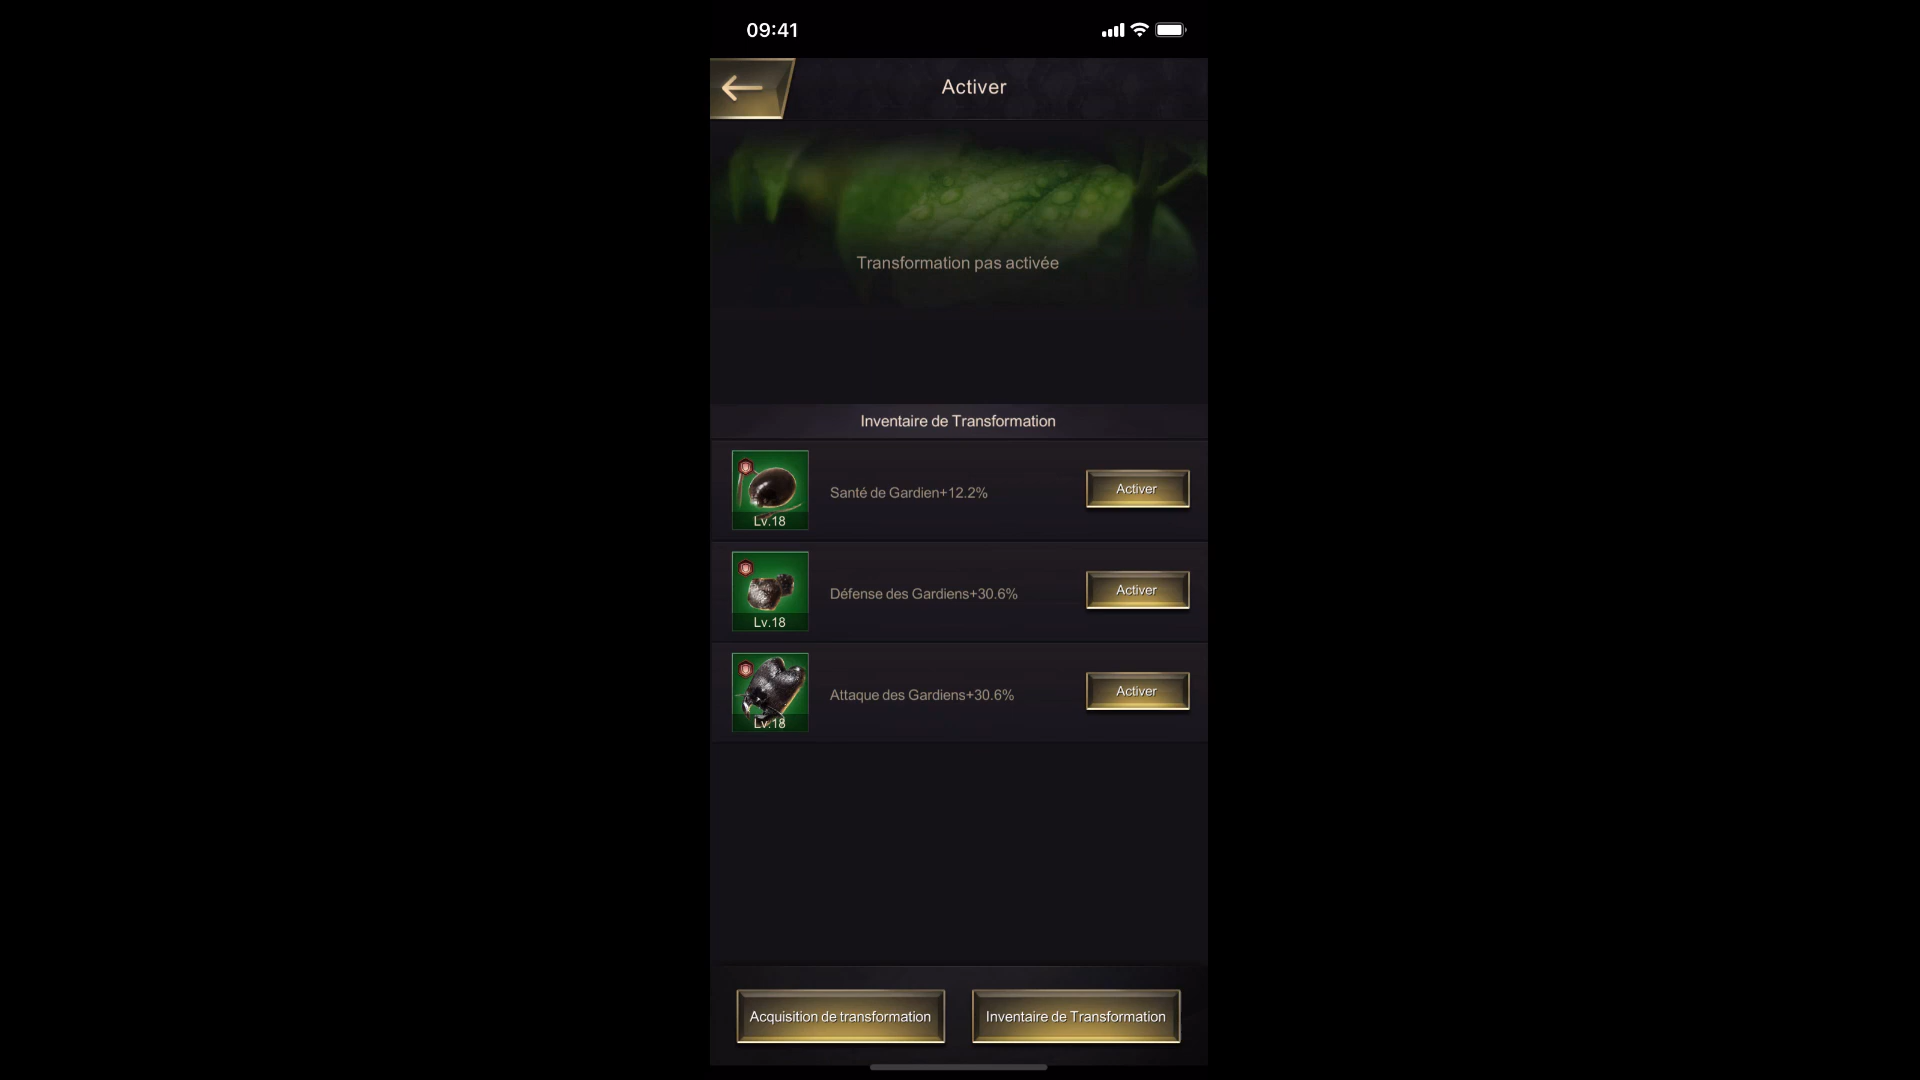 09:41
Activer
Transformation pas activée
Inventaire de Transformation
Santé de Gardien+12.2%
Activer
Lv.18
Défense des Gardiens+30.6%
Activer
Lv.18
Attaque des Gardiens+30.6%
Activer
Lv.18
Acquisition de transformation
Inventaire de Transformation